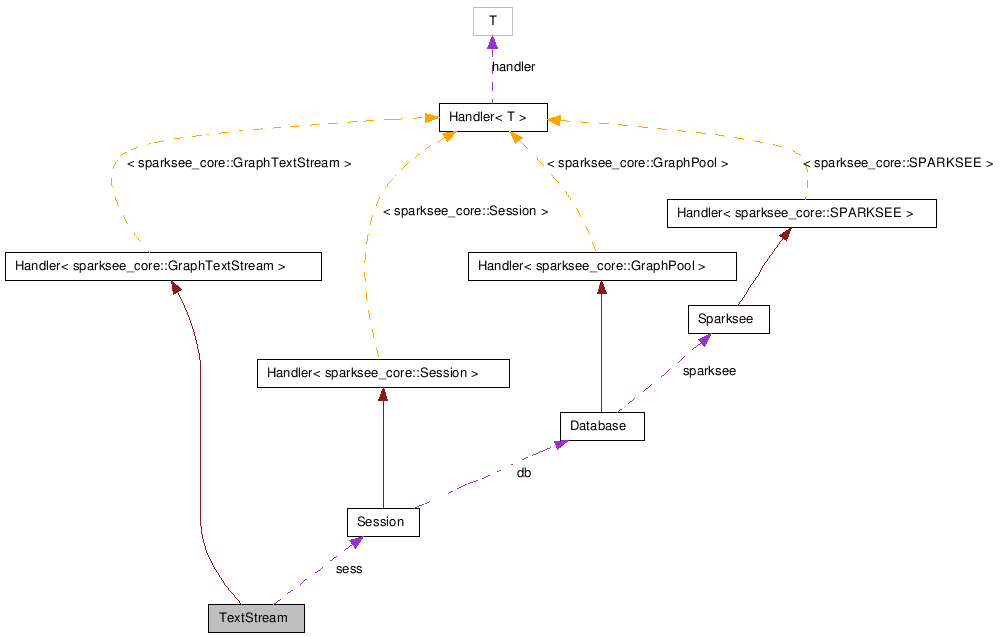 T
handler
Handler< T >
< sparksee_core::GraphTextStream >
< sparksee_core::GraphPool >
< sparksee_core::SPARKSEE >
< sparksee_core::Session >
Handler< sparksee_core::SPARKSEE >
Handler< sparksee_core::GraphTextStream >
Handler< sparksee_core::GraphPool >
Sparksee
sparksee
Handler< sparksee_core::Session >
Database
db
Session
sess
TextStream